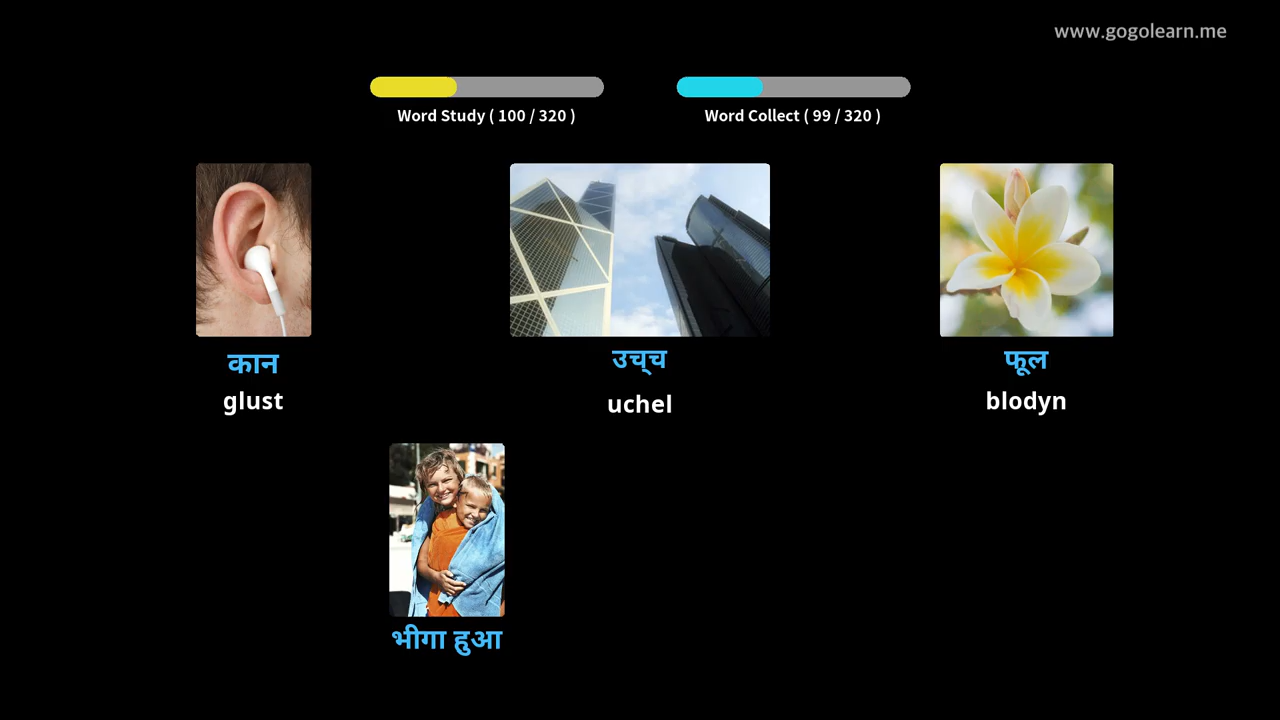 www.gogolearn.me
Word Study ( 100 / 320 )
Word Collect ( 99 / 320 )
कान
उच्च
फूल
glust
uchel
blodyn
भीगा हुआ